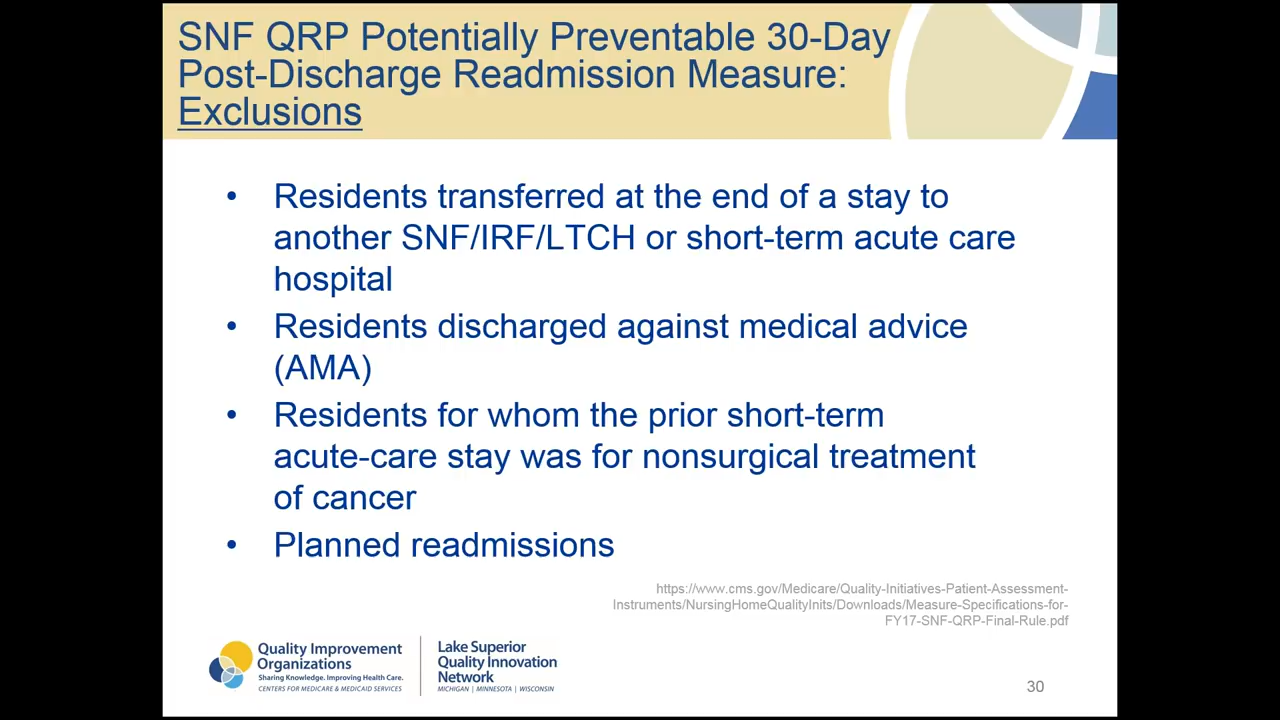 SNF QRP Potentially Preventable 30-Day
Post-Discharge Readmission Measure:
Exclusions
• Residents transferred at the end of a stay to
another SNF/IRF/LTCH or short-term acute care
hospital
• Residents discharged against medical advice
(AMA)
• Residents for whom the prior short-term
acute-care stay was for nonsurgical treatment
of cancer
• Planned readmissions
https://www.cms.gov/Medicare/Quality-Initiatives-Patient-Assessment-
Instruments/NursingHomeQualityInits/Downloads/Measure-Specifications-for-
FY17-SNF-QRP-Final-Rule.pdf
Quality Improvement
Organizations
Sharing Knowledge. Improving Health Care.
CENTERS FOR MEDICARE & MEDICAID SERVICES
Lake Superior
Quality Innovation
Network
MICHIGAN | MINNESOTA | WISCONSIN
30